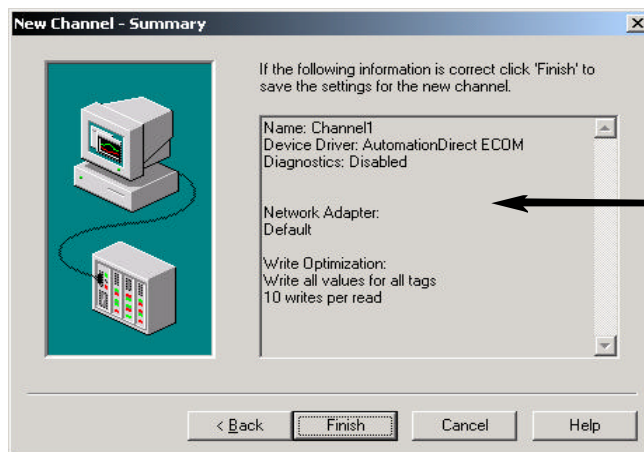 New Channel - Summary
If the following information is correct click 'Finish' to
save the settings for the new channel.
Name: Channel1
Device Driver: AutomationDirect ECOM
Diagnostics: Disabled
Network Adapter:
Default
Write Optimization:
Write all values for all tags
10 writes per read
< Back
Finish
Cancel
Help